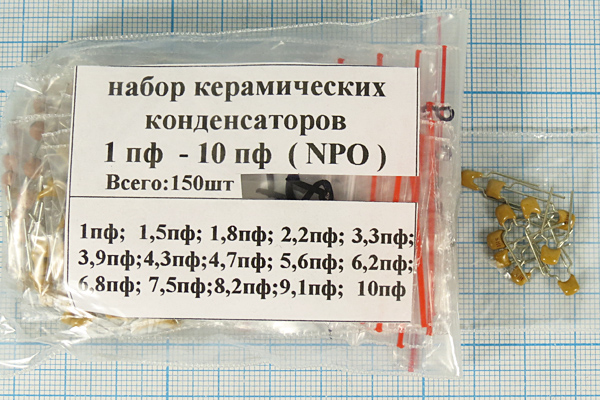 набор керамических
конденсаторов
1 пф - 10 пф ( NPO )
Всего:150шт
1пф; 1,5пф; 1,8пф; 2,2пф; 3,3пф;
3,9пф;4,3пф;4,7пф; 5,6пф; 6,2пф;
6,8пф; 7,5пф;8,2пф;9,1пф; 10пф